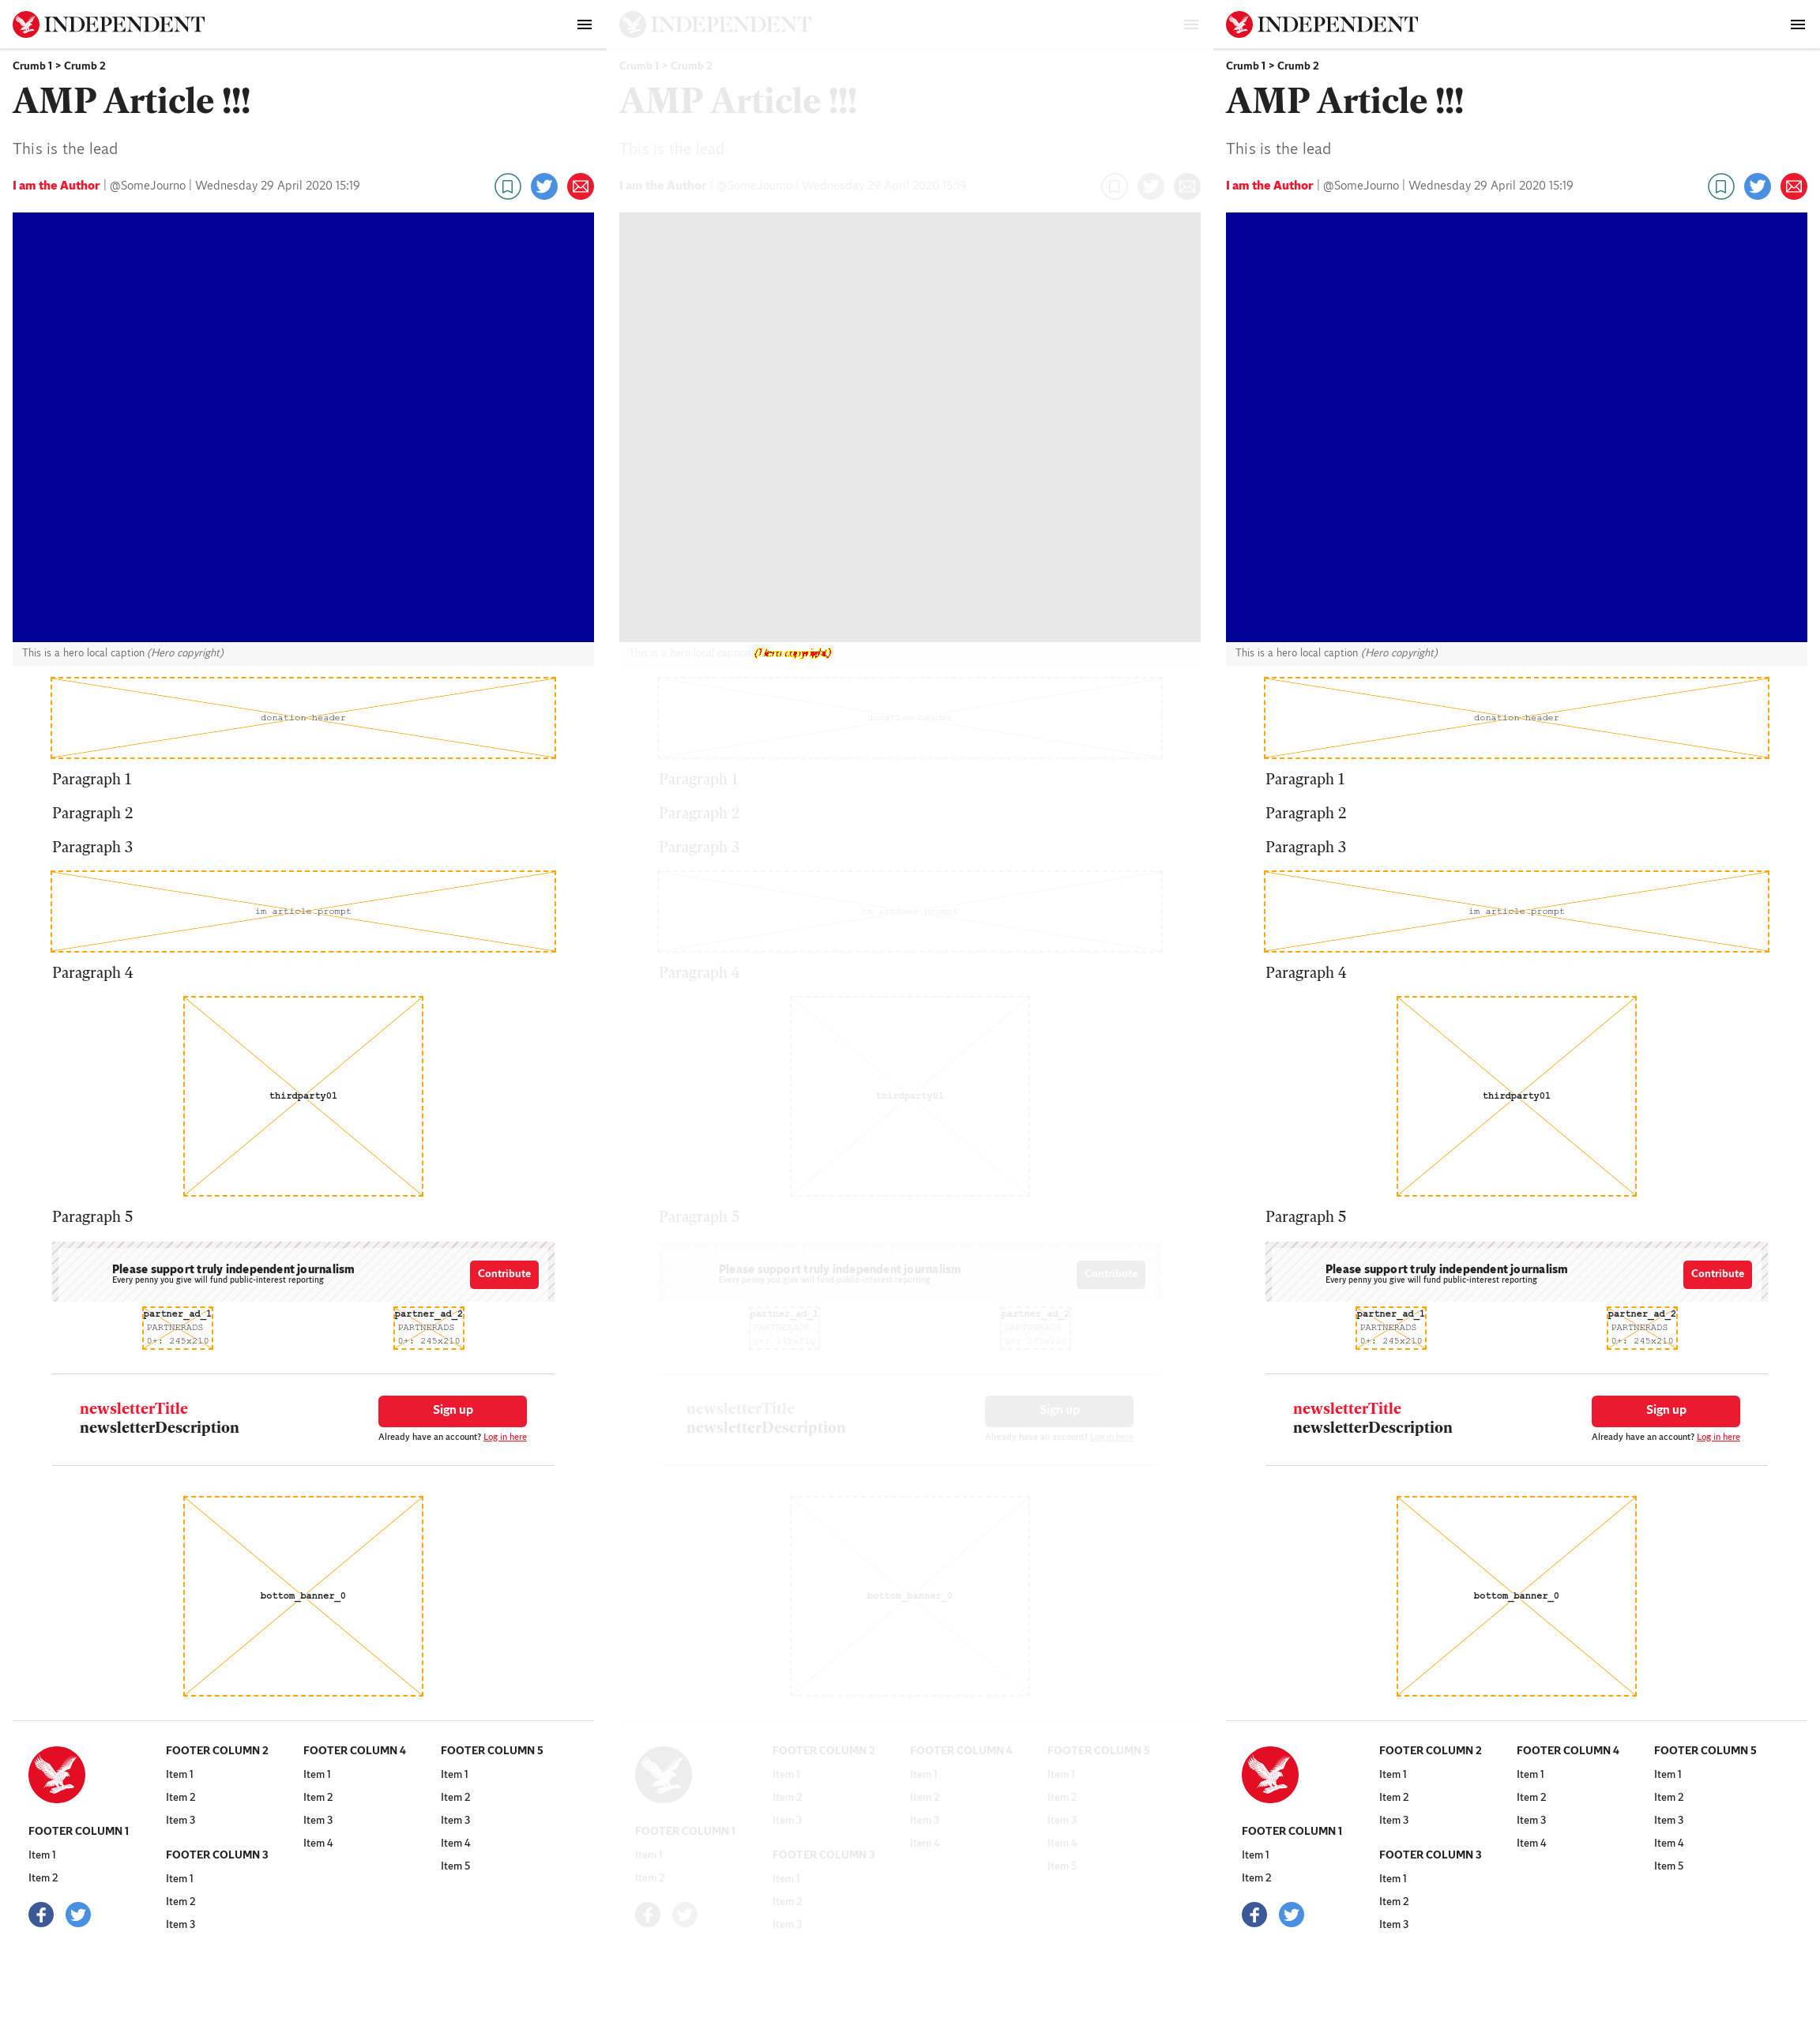 INDEPENDENT
Crumb 1 > Crumb 2
AMP Article !!!
This is the lead
I am the Author | @SomeJourno | Wednesday 29 April 2020 15:19
This is a hero local caption (Hero copyright)
donation header
Paragraph 1
Paragraph 2
Paragraph 3
im article prompt
Paragraph 4
thirdparty01
Paragraph 5
Please support truly independent journalism
Every penny you give will fund public-interest reporting
Contribute
partner_ad_1
PARTNERADS
0+: 245x210
partner_ad_2
PARTNERADS
0+: 245x210
newsletterTitle
newsletterDescription
Sign up
Already have an account? Log in here
bottom_banner_0
FOOTER COLUMN 1
Item 1
Item 2
FOOTER COLUMN 2
Item 1
Item 2
Item 3
FOOTER COLUMN 3
Item 1
Item 2
Item 3
FOOTER COLUMN 4
Item 1
Item 2
Item 3
Item 4
FOOTER COLUMN 5
Item 1
Item 2
Item 3
Item 4
Item 5
INDEPENDENT
Crumb 1 > Crumb 2
AMP Article !!!
This is the lead
I am the Author | @SomeJourno | Wednesday 29 April 2020 15:19
This is a hero local caption (Hero copyright)
donation header
Paragraph 1
Paragraph 2
Paragraph 3
article prompt
Paragraph 4
thirdparty01
Paragraph 5
Please support truly independent journalism
Every penny you give will fund public-interest reporting
Contribute
partner_ad_1
PARTNERADS
0+: 245x210
partner_ad_2
PARTNERADS
0+: 245x210
newsletterTitle
newsletterDescription
Sign up
Already have an account? Log in here
bottom_banner_0
FOOTER COLUMN 1
Item 1
Item 2
FOOTER COLUMN 2
Item 1
Item 2
Item 3
FOOTER COLUMN 3
Item 1
Item 2
Item 3
FOOTER COLUMN 4
Item 1
Item 2
Item 3
Item 4
FOOTER COLUMN 5
Item 1
Item 2
Item 3
Item 4
Item 5
INDEPENDENT
Crumb 1 > Crumb 2
AMP Article !!!
This is the lead
I am the Author | @SomeJourno | Wednesday 29 April 2020 15:19
This is a hero local caption (Hero copyright)
donation header
Paragraph 1
Paragraph 2
Paragraph 3
im article prompt
Paragraph 4
thirdparty01
Paragraph 5
Please support truly independent journalism
Every penny you give will fund public-interest reporting
Contribute
partner_ad_1
PARTNERADS
0+: 245x210
partner_ad_2
PARTNERADS
0+: 245x210
newsletterTitle
newsletterDescription
Sign up
Already have an account? Log in here
bottom_banner_0
FOOTER COLUMN 1
Item 1
Item 2
FOOTER COLUMN 2
Item 1
Item 2
Item 3
FOOTER COLUMN 3
Item 1
Item 2
Item 3
FOOTER COLUMN 4
Item 1
Item 2
Item 3
Item 4
FOOTER COLUMN 5
Item 1
Item 2
Item 3
Item 4
Item 5